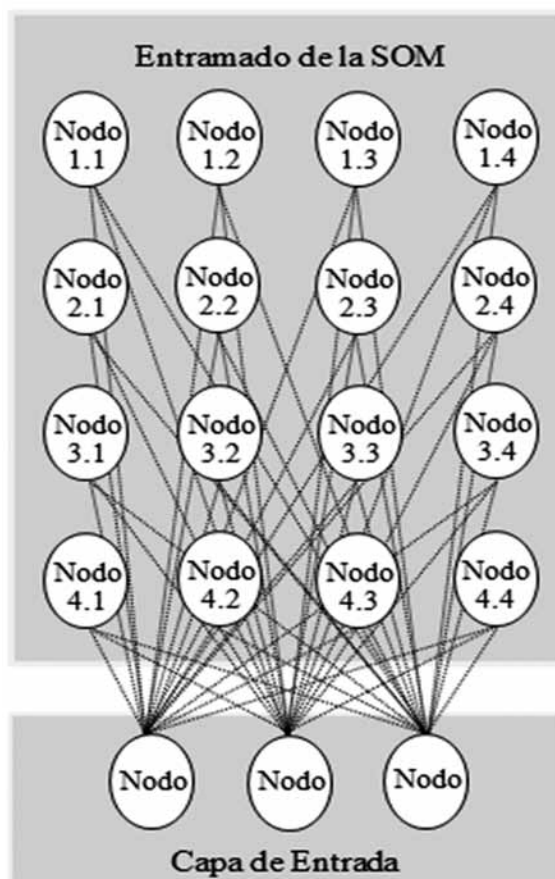 Entramado de la SOM
Nodo Nodo Nodo Nodo
1.1 1.2 1.3 1.4
Nodo Nodo Nodo Nodo
2.1 2.2 2.3 2.4
Nodo Nodo Nodo Nodo
3.1 3.2 3.3 3.4
Nodo Nodo Nodo Nodo
4.1 4.2 4.3 4.4
Nodo Nodo Nodo
Capa de Entrada